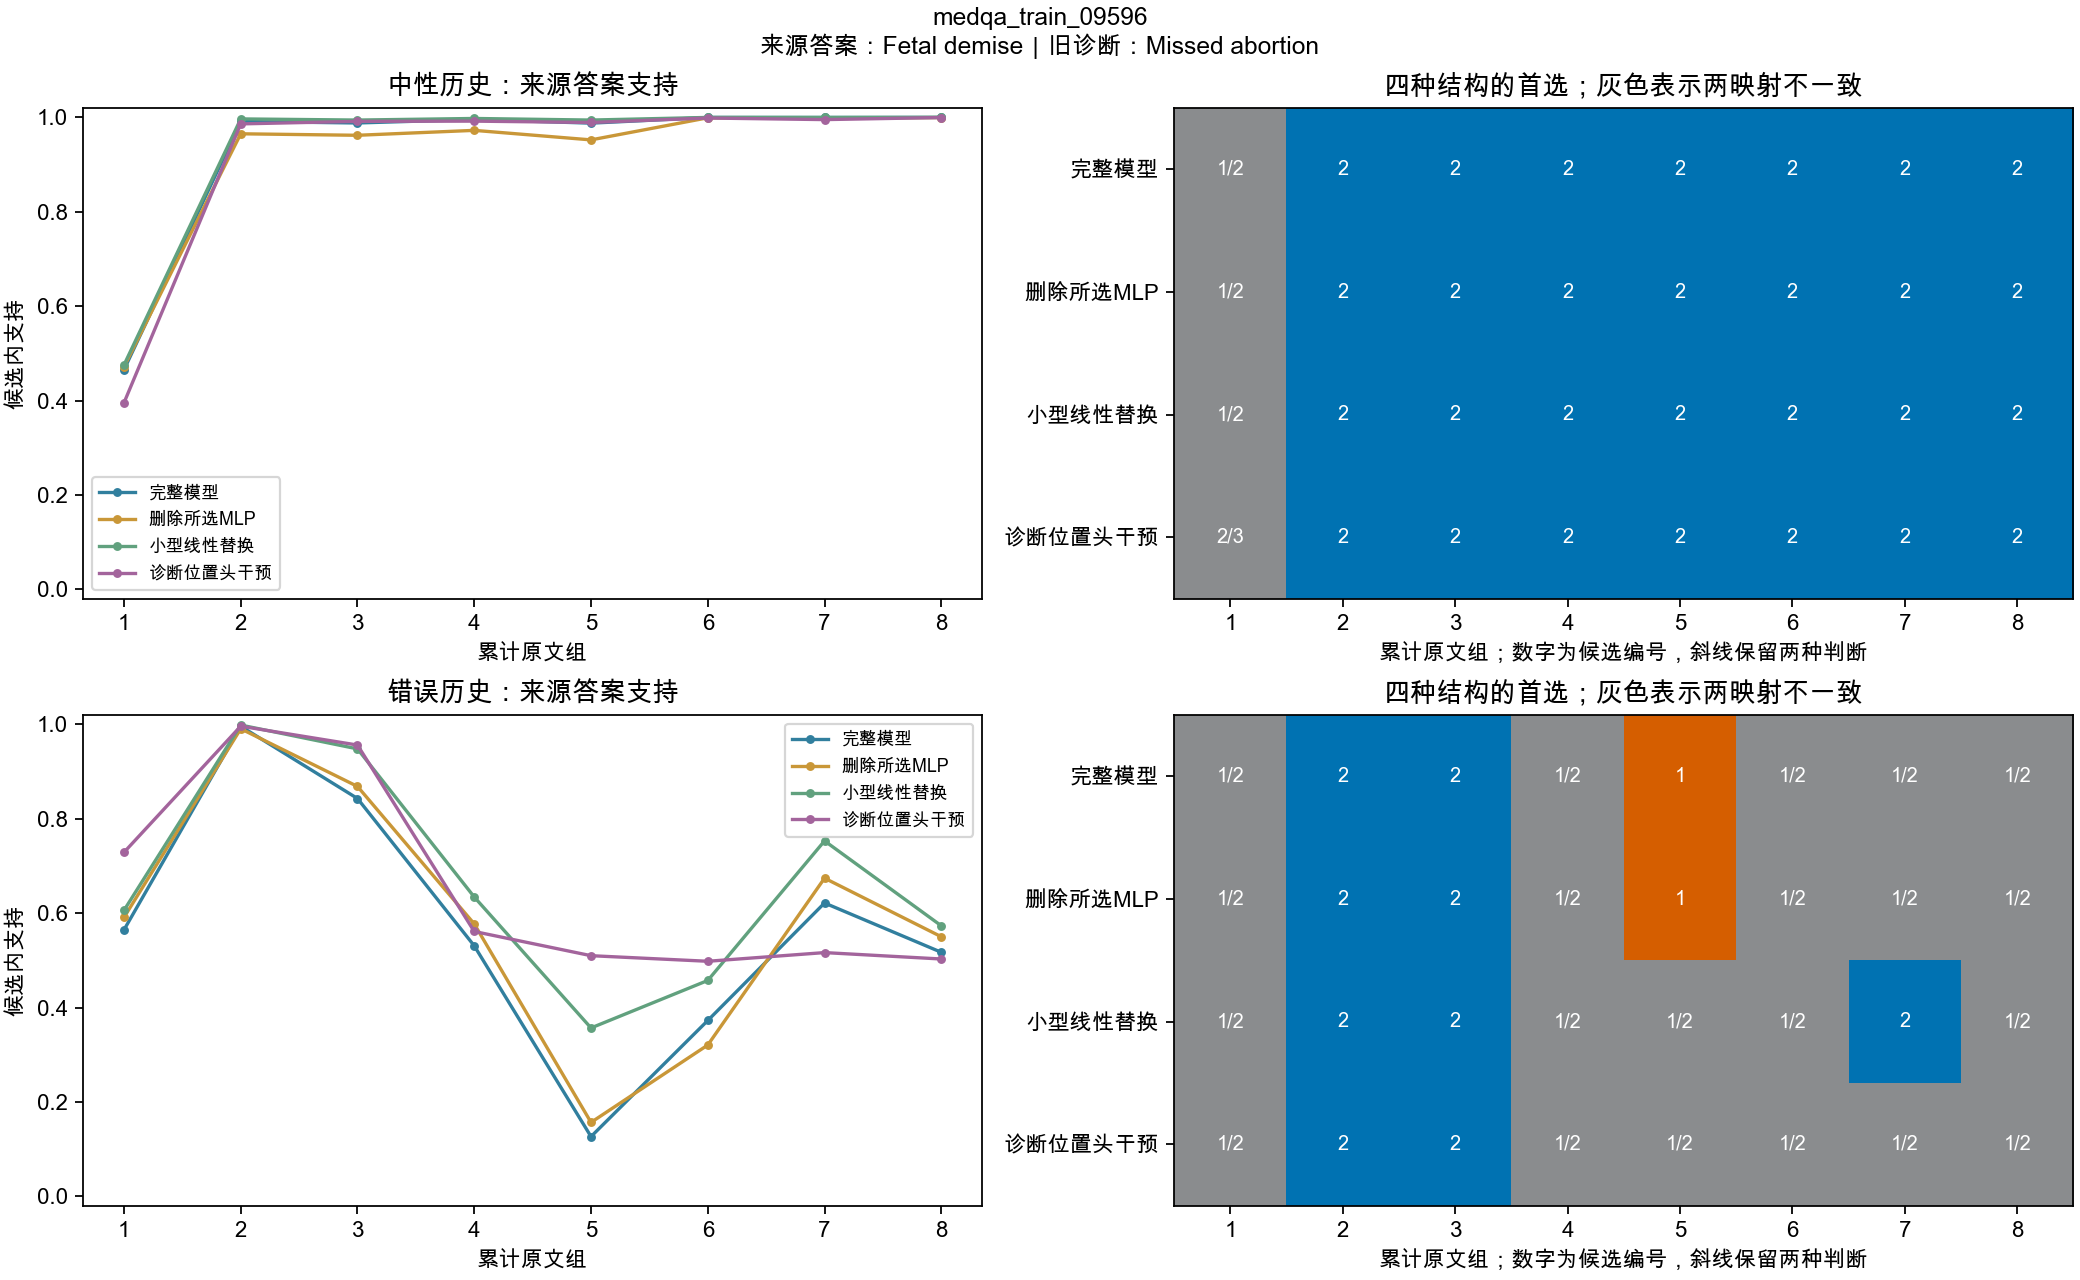 medqa_train_09596
来源答案：Fetal demise | 旧诊断：Missed abortion
中性历史：来源答案支持
候选内支持
1.0
0.8
0.6
0.4
0.2
0.0
完整模型
删除所选MLP
小型线性替换
诊断位置头干预
1 2 3 4 5 6 7 8
累计原文组
四种结构的首选；灰色表示两映射不一致
完整模型 1/2 2 2 2 2 2 2 2
删除所选MLP 1/2 2 2 2 2 2 2 2
小型线性替换 1/2 2 2 2 2 2 2 2
诊断位置头干预 2/3 2 2 2 2 2 2 2
1 2 3 4 5 6 7 8
累计原文组；数字为候选编号，斜线保留两种判断
错误历史：来源答案支持
候选内支持
1.0
0.8
0.6
0.4
0.2
0.0
完整模型
删除所选MLP
小型线性替换
诊断位置头干预
1 2 3 4 5 6 7 8
累计原文组
四种结构的首选；灰色表示两映射不一致
完整模型 1/2 2 2 1/2 1 1/2 1/2 1/2
删除所选MLP 1/2 2 2 1/2 1 1/2 1/2 1/2
小型线性替换 1/2 2 2 1/2 1/2 1/2 2 1/2
诊断位置头干预 1/2 2 2 1/2 1/2 1/2 1/2 1/2
1 2 3 4 5 6 7 8
累计原文组；数字为候选编号，斜线保留两种判断